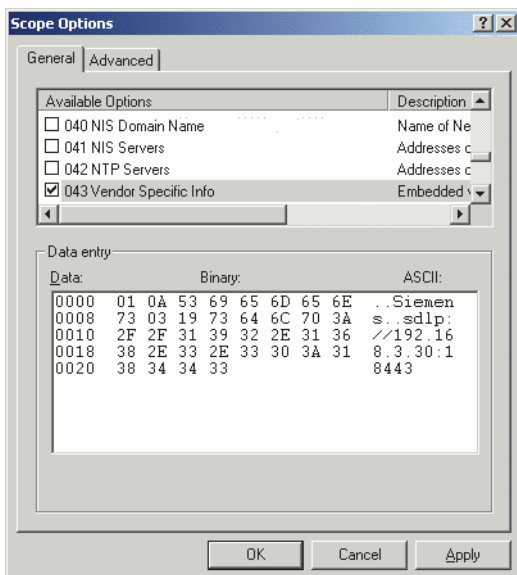 Scope Options
General Advanced
Available Options Description
040 NIS Domain Name Name of Ne
041 NIS Servers Addresses c
042 NTP Servers Addresses c
043 Vendor Specific Info Embedded
Data entry
Data: Binary: ASCII:
0000 01 0A 53 69 65 6D 65 6E ..Siemen
0008 73 03 19 73 64 6C 70 3A s..sdlp:
0010 2F 2F 31 39 32 2E 31 36 //192.16
0018 38 2E 33 2E 33 30 3A 31 8.3.30:1
0020 38 34 34 33 8443
OK Cancel Apply